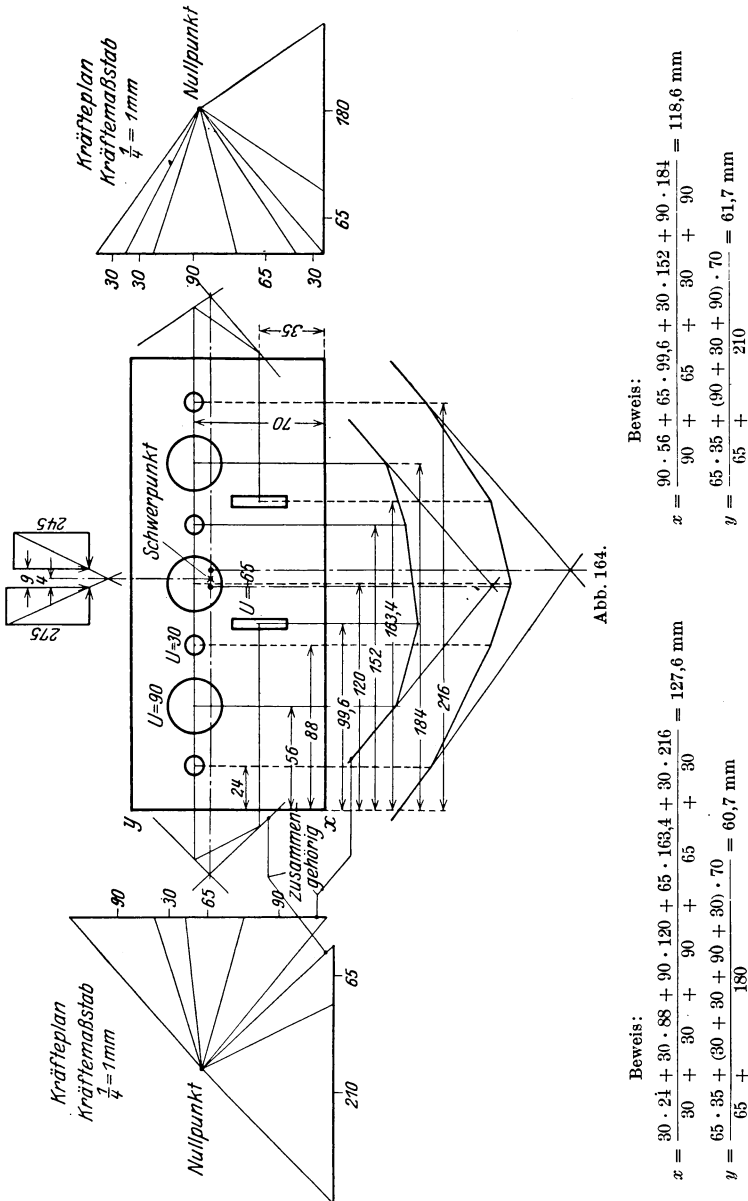 Kräfteplan
Kräftemaßstab
1/4 = 1mm
Nullpunkt
90
30
65
90
65
210
zusammen
gehörig
275
245
9
4
y
x
U=90
U=30
U=65
Schwerpunkt
70
35
24
56
88
99,6
120
152
163,4
184
216
Kräfteplan
Kräftemaßstab
1/4 = 1mm
Nullpunkt
30
30
90
65
30
65
180
Abb. 164.
Beweis:
x = (30 · 24 + 30 · 88 + 90 · 120 + 65 · 163,4 + 30 · 216) / (30 + 30 + 90 + 65 + 30) = 127,6 mm
y = (65 · 35 + (30 + 30 + 90 + 30) · 70) / (65 + 180) = 60,7 mm
Beweis:
x = (90 · 56 + 65 · 99,6 + 30 · 152 + 90 · 184) / (90 + 65 + 30 + 90) = 118,6 mm
y = (65 · 35 + (90 + 30 + 90) · 70) / (65 + 210) = 61,7 mm